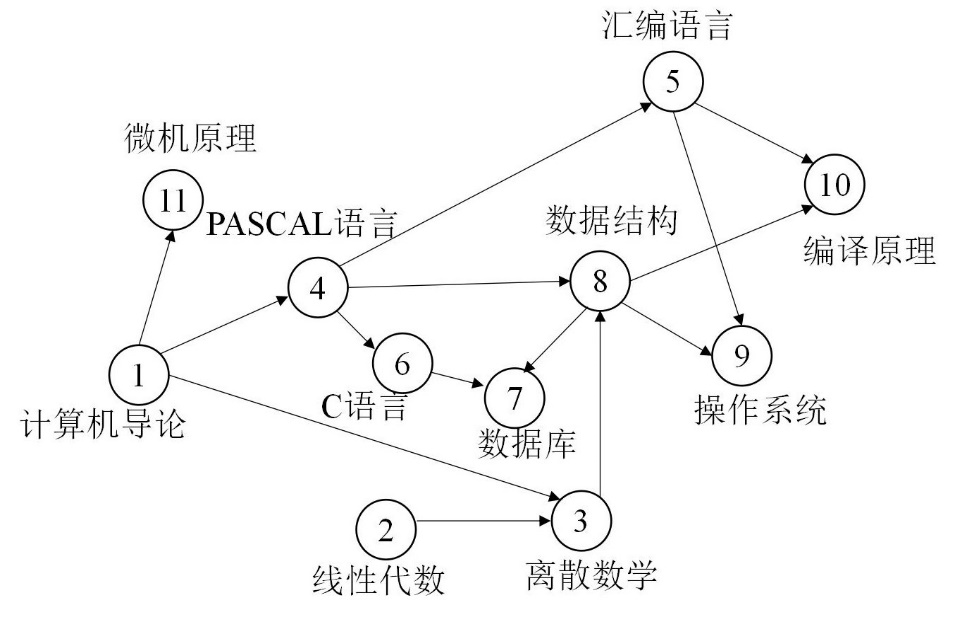 汇编语言
5
微机原理
10
11
PASCAL语言
数据结构
编译原理
4
8
9
6
1
C语言
7
操作系统
计算机导论
数据库
2
3
线性代数
离散数学